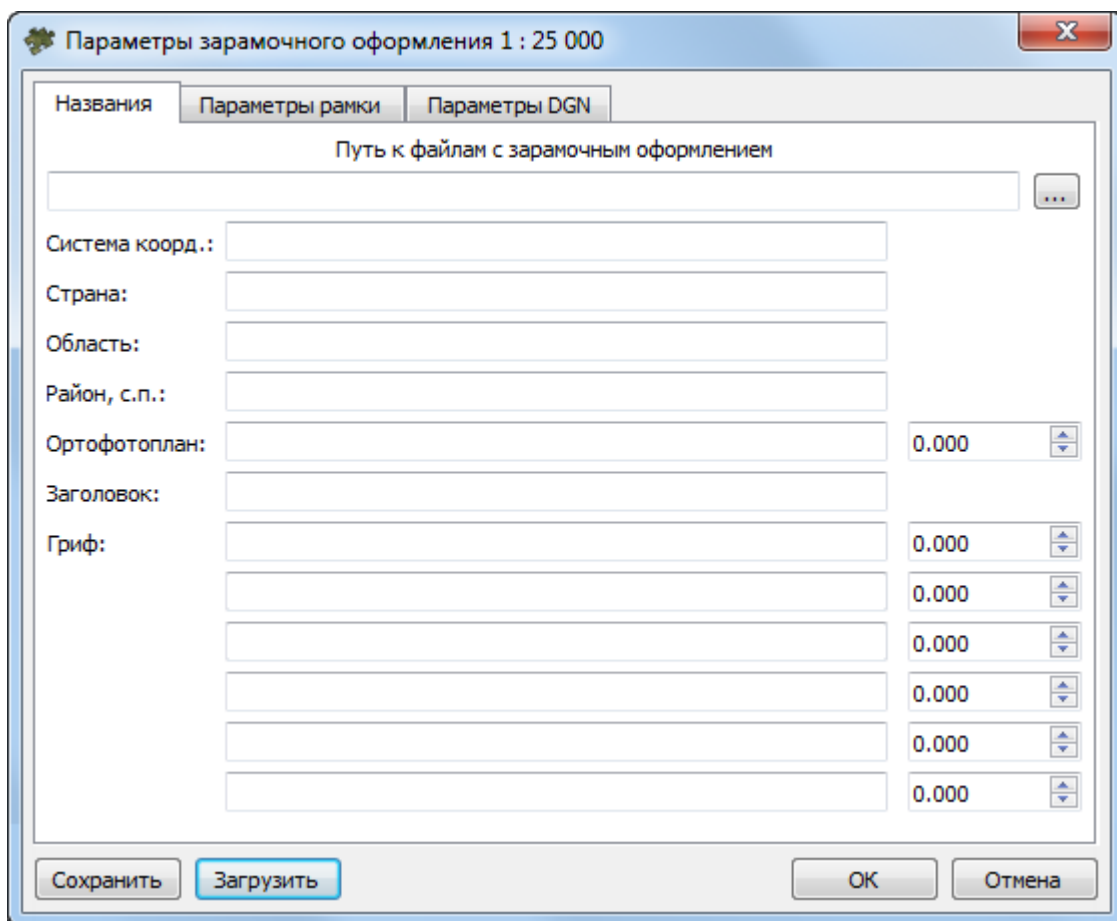 Параметры зарамочного оформления 1 : 25 000
Названия Параметры рамки Параметры DGN
Путь к файлам с зарамочным оформлением
...
Система коорд.:
Страна:
Область:
Район, с.п.:
Ортофотоплан: 0.000
Заголовок:
Гриф: 0.000
0.000
0.000
0.000
0.000
0.000
Сохранить Загрузить OK Отмена